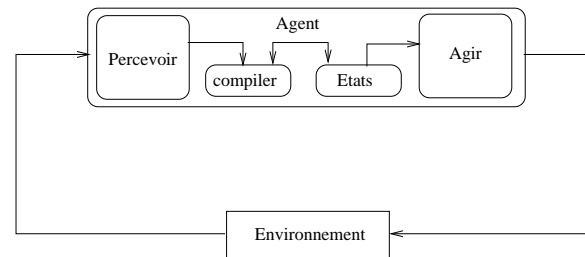 Agent
Percevoir
compiler
Etats
Agir
Environnement